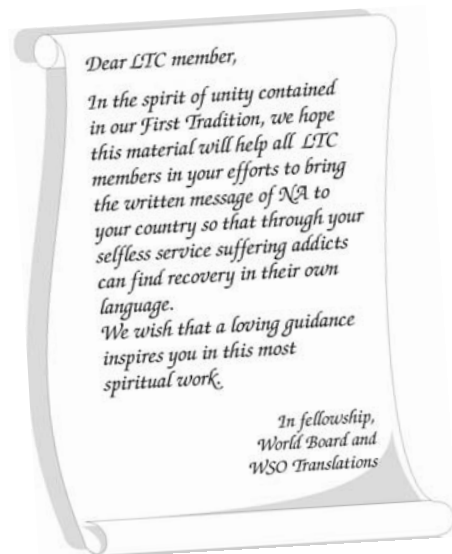 Dear LTC member,
In the spirit of unity contained
in our First Tradition, we hope
this material will help all LTC
members in your efforts to bring
the written message of NA to
your country so that through your
selfless service suffering addicts
can find recovery in their own
language.
We wish that a loving guidance
inspires you in this most
spiritual work.
In fellowship,
World Board and
WSO Translations